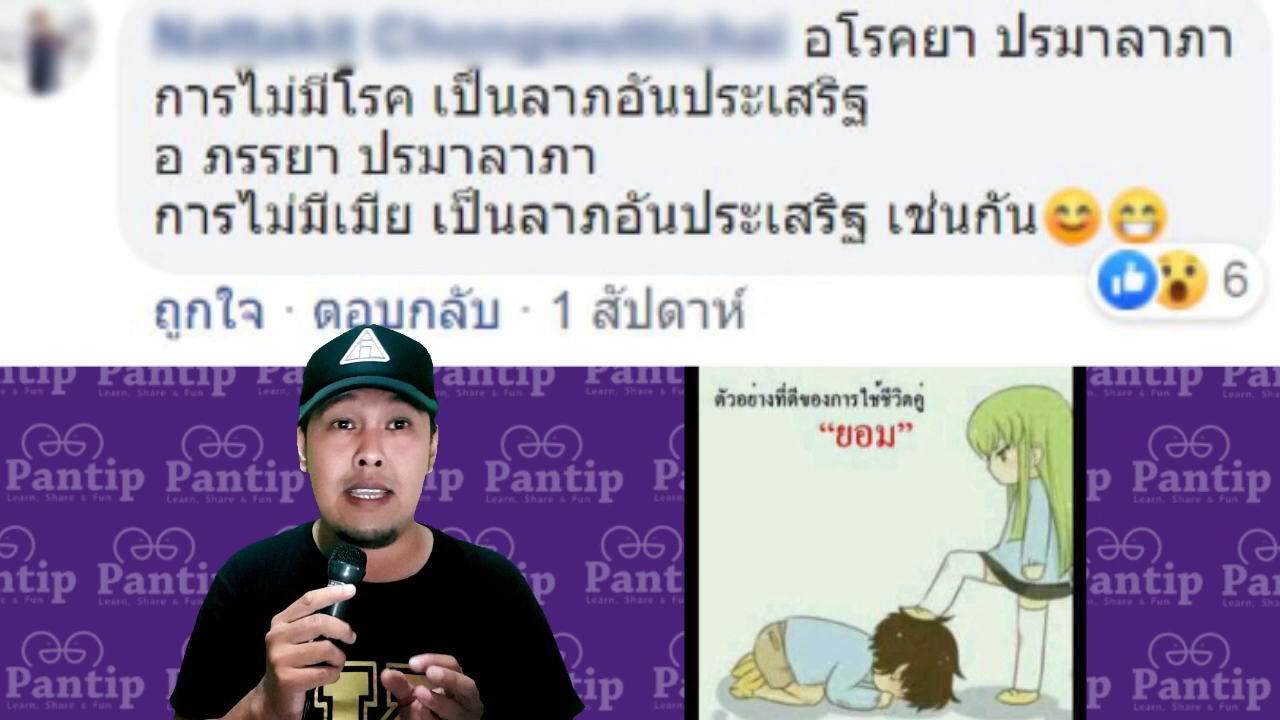 อโรคยา ปรมาลาภา
การไม่มีโรค เป็นลาภอันประเสริฐ
อ ภรรยา ปรมาลาภา
การไม่มีเมีย เป็นลาภอันประเสริฐ เช่นกัน😊😁
6
ถูกใจ · ตอบกลับ · 1 สัปดาห์
ตัวอย่างที่ดีของการใช้ชีวิตคู่
“ยอม”
Pantip
Learn, Share & Fun